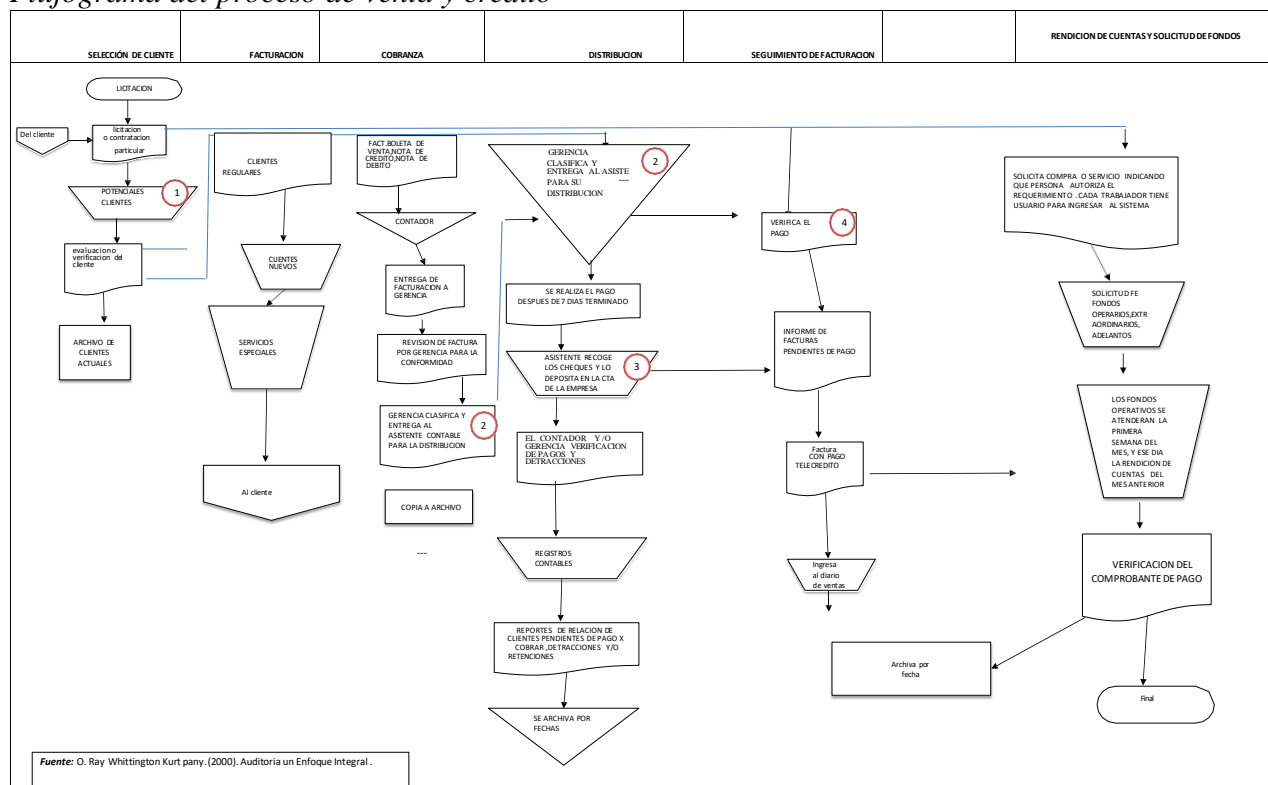 Flujograma del proceso de venta y crédito
SELECCIÓN DE CLIENTE
FACTURACION
COBRANZA
DISTRIBUCION
SEGUIMIENTO DE FACTURACION
RENDICION DE CUENTAS Y SOLICITUD DE FONDOS
LICITACION
Del cliente
licitacion
o contratacion
particular
POTENCIALES
CLIENTES
1
evaluacion o
verificacion del
cliente
ARCHIVO DE
CLIENTES
ACTUALES
CLIENTES
REGULARES
CLIENTES
NUEVOS
SERVICIOS
ESPECIALES
Al cliente
FACT.BOLETA DE
VENTA,NOTA DE
CREDITO,NOTA DE
DEBITO
CONTADOR
ENTREGA DE
FACTURACION A
GERENCIA
REVISION DE FACTURA
POR GERENCIA PARA LA
CONFORMIDAD
GERENCIA CLASIFICA Y
ENTREGA AL
ASISTENTE CONTABLE
PARA LA DISTRIBUCION
2
COPIA A ARCHIVO
---
GERENCIA
CLASIFICA Y
ENTREGA AL ASISTE
PARA SU ---
DISTRIBUCION
2
SE REALIZA EL PAGO
DESPUES DE 7 DIAS TERMINADO
ASISTENTE RECOGE
LOS CHEQUES Y LO
DEPOSITA EN LA CTA
DE LA EMPRESA
3
EL CONTADOR Y /O
GERENCIA VERIFICACION
DE PAGOS Y
DETRACCIONES
REGISTROS
CONTABLES
REPORTES DE RELACION DE
CLIENTES PENDIENTES DE PAGO X
COBRAR ,DETRACCIONES Y/O
RETENCIONES
SE ARCHIVA POR
FECHAS
VERIFICA EL
PAGO
4
INFORME DE
FACTURAS
PENDIENTES DE PAGO
Factura
CON PAGO
TELECREDITO
Ingresa
al diario
de ventas
Archiva por
fecha
SOLICITA COMPRA O SERVICIO INDICANDO
QUE PERSONA AUTORIZA EL
REQUERIMIENTO .CADA TRABAJADOR TIENE
USUARIO PARA INGRESAR AL SISTEMA
SOLICITUD FE
FONDOS
OPERARIOS,EXTR
AORDINARIOS,
ADELANTOS
LOS FONDOS
OPERATIVOS SE
ATENDERAN LA
PRIMERA
SEMANA DEL
MES, Y ESE DIA
LA RENDICION DE
CUENTAS DEL
MES ANTERIOR
VERIFICACION DEL
COMPROBANTE DE PAGO
Final
Fuente: O. Ray Whittington Kurt pany. (2000). Auditoria un Enfoque Integral .